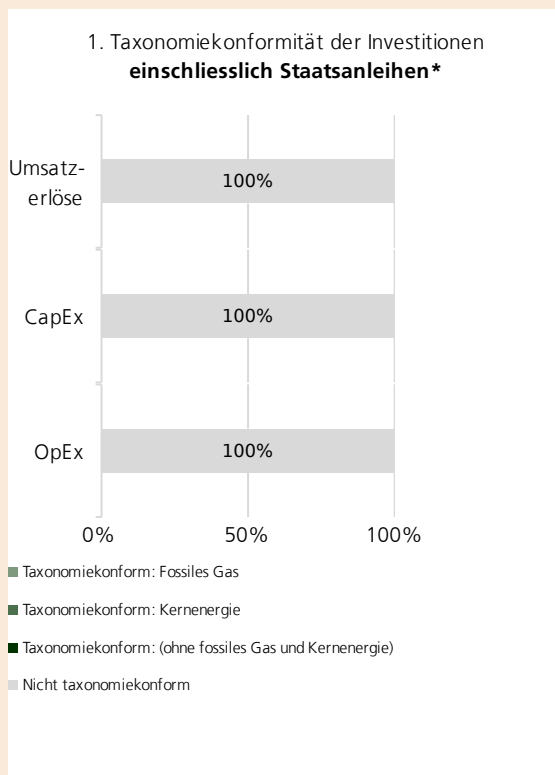 1. Taxonomiekonformität der Investitionen
einschliesslich Staatsanleihen*
Umsatz-
erlöse
100%
CapEx
100%
OpEx
100%
0%
50%
100%
Taxonomiekonform: Fossiles Gas
Taxonomiekonform: Kernenergie
Taxonomiekonform: (ohne fossiles Gas und Kernenergie)
Nicht taxonomiekonform